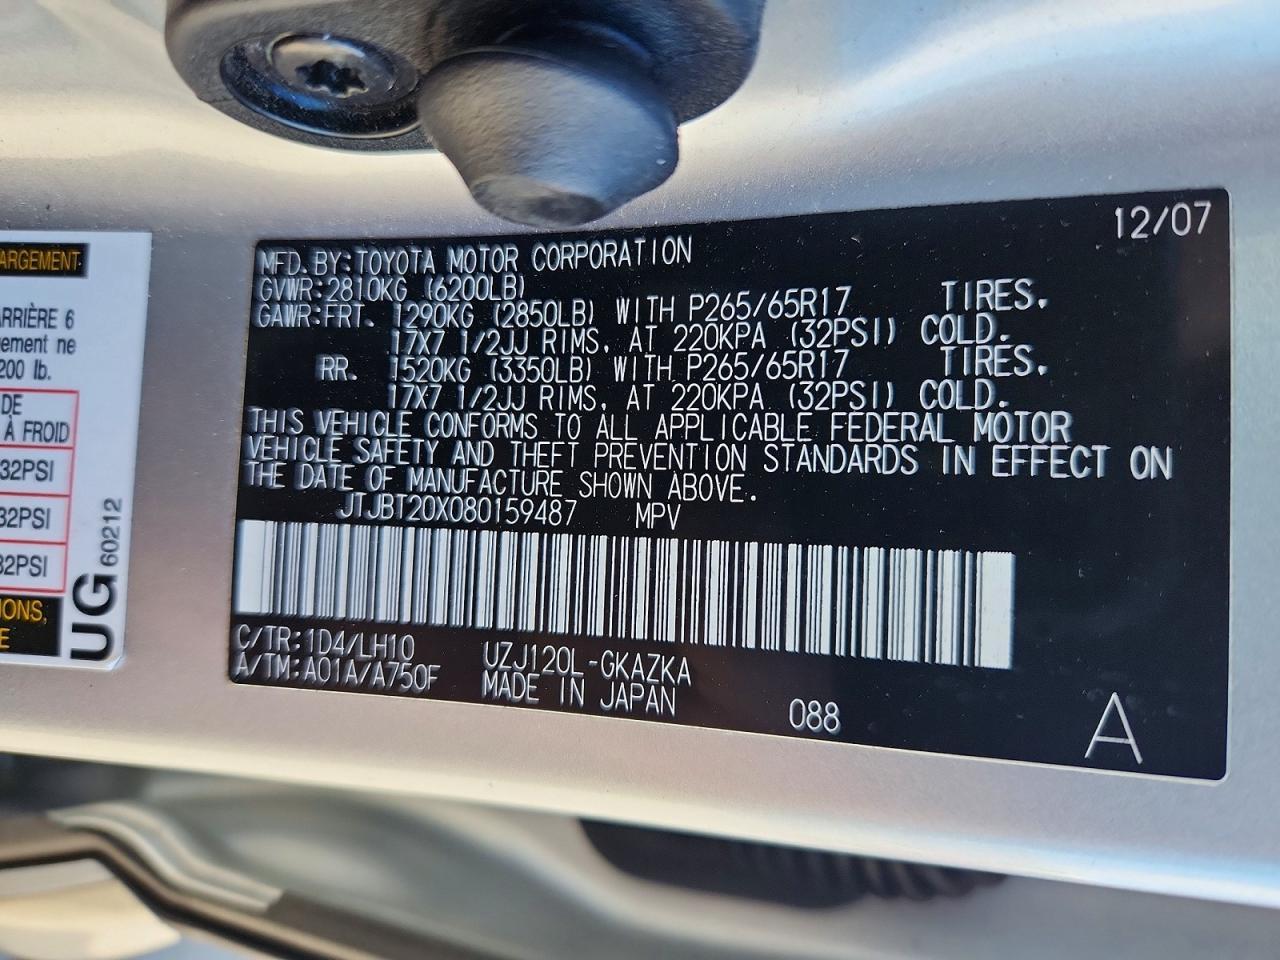 ARGEMENT
ARRIÈRE 6
ement ne
200 lb.
DE
À FROID
32PSI
32PSI
32PSI
IONS,
E
UG 60212
12/07
MFD. BY: TOYOTA MOTOR CORPORATION
GVWR: 2810KG (6200LB)
GAWR: FRT. 1290KG (2850LB) WITH P265/65R17 TIRES,
17X7 1/2JJ RIMS, AT 220KPA (32PSI) COLD.
RR. 1520KG (3350LB) WITH P265/65R17 TIRES,
17X7 1/2JJ RIMS, AT 220KPA (32PSI) COLD.
THIS VEHICLE CONFORMS TO ALL APPLICABLE FEDERAL MOTOR
VEHICLE SAFETY AND THEFT PREVENTION STANDARDS IN EFFECT ON
THE DATE OF MANUFACTURE SHOWN ABOVE.
JTJBT20X080159487 MPV
C/TR: 1D4/LH10 UZJ120L-GKAZKA
A/TM: A01A/A750F MADE IN JAPAN
088
A